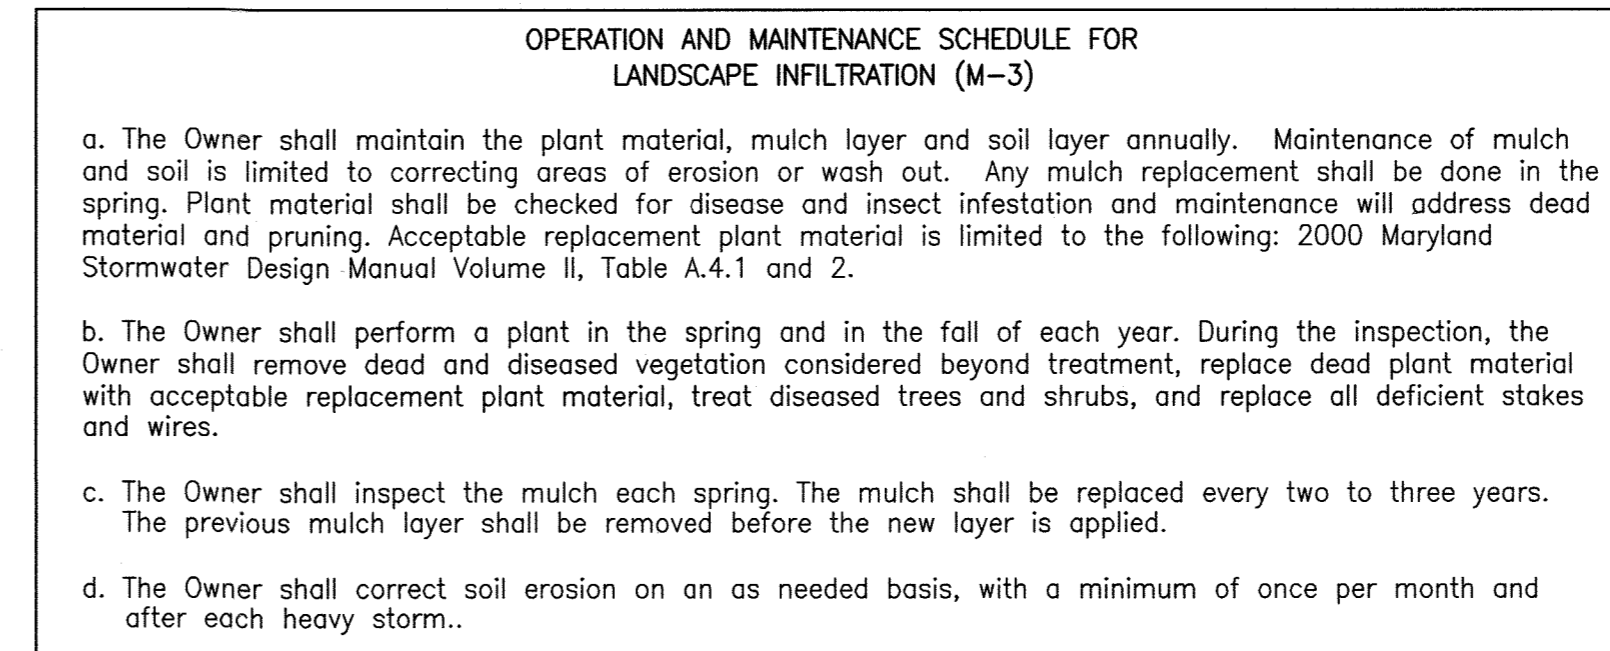 OPERATION AND MAINTENANCE SCHEDULE FOR
LANDSCAPE INFILTRATION (M-3)
a. The Owner shall maintain the plant material, mulch layer and soil layer annually. Maintenance of mulch
and soil is limited to correcting areas of erosion or wash out. Any mulch replacement shall be done in the
spring. Plant material shall be checked for disease and insect infestation and maintenance will address dead
material and pruning. Acceptable replacement plant material is limited to the following: 2000 Maryland
Stormwater Design Manual Volume II, Table A.4.1 and 2.
b. The Owner shall perform a plant in the spring and in the fall of each year. During the inspection, the
Owner shall remove dead and diseased vegetation considered beyond treatment, replace dead plant material
with acceptable replacement plant material, treat diseased trees and shrubs, and replace all deficient stakes
and wires.
c. The Owner shall inspect the mulch each spring. The mulch shall be replaced every two to three years.
The previous mulch layer shall be removed before the new layer is applied.
d. The Owner shall correct soil erosion on an as needed basis, with a minimum of once per month and
after each heavy storm..